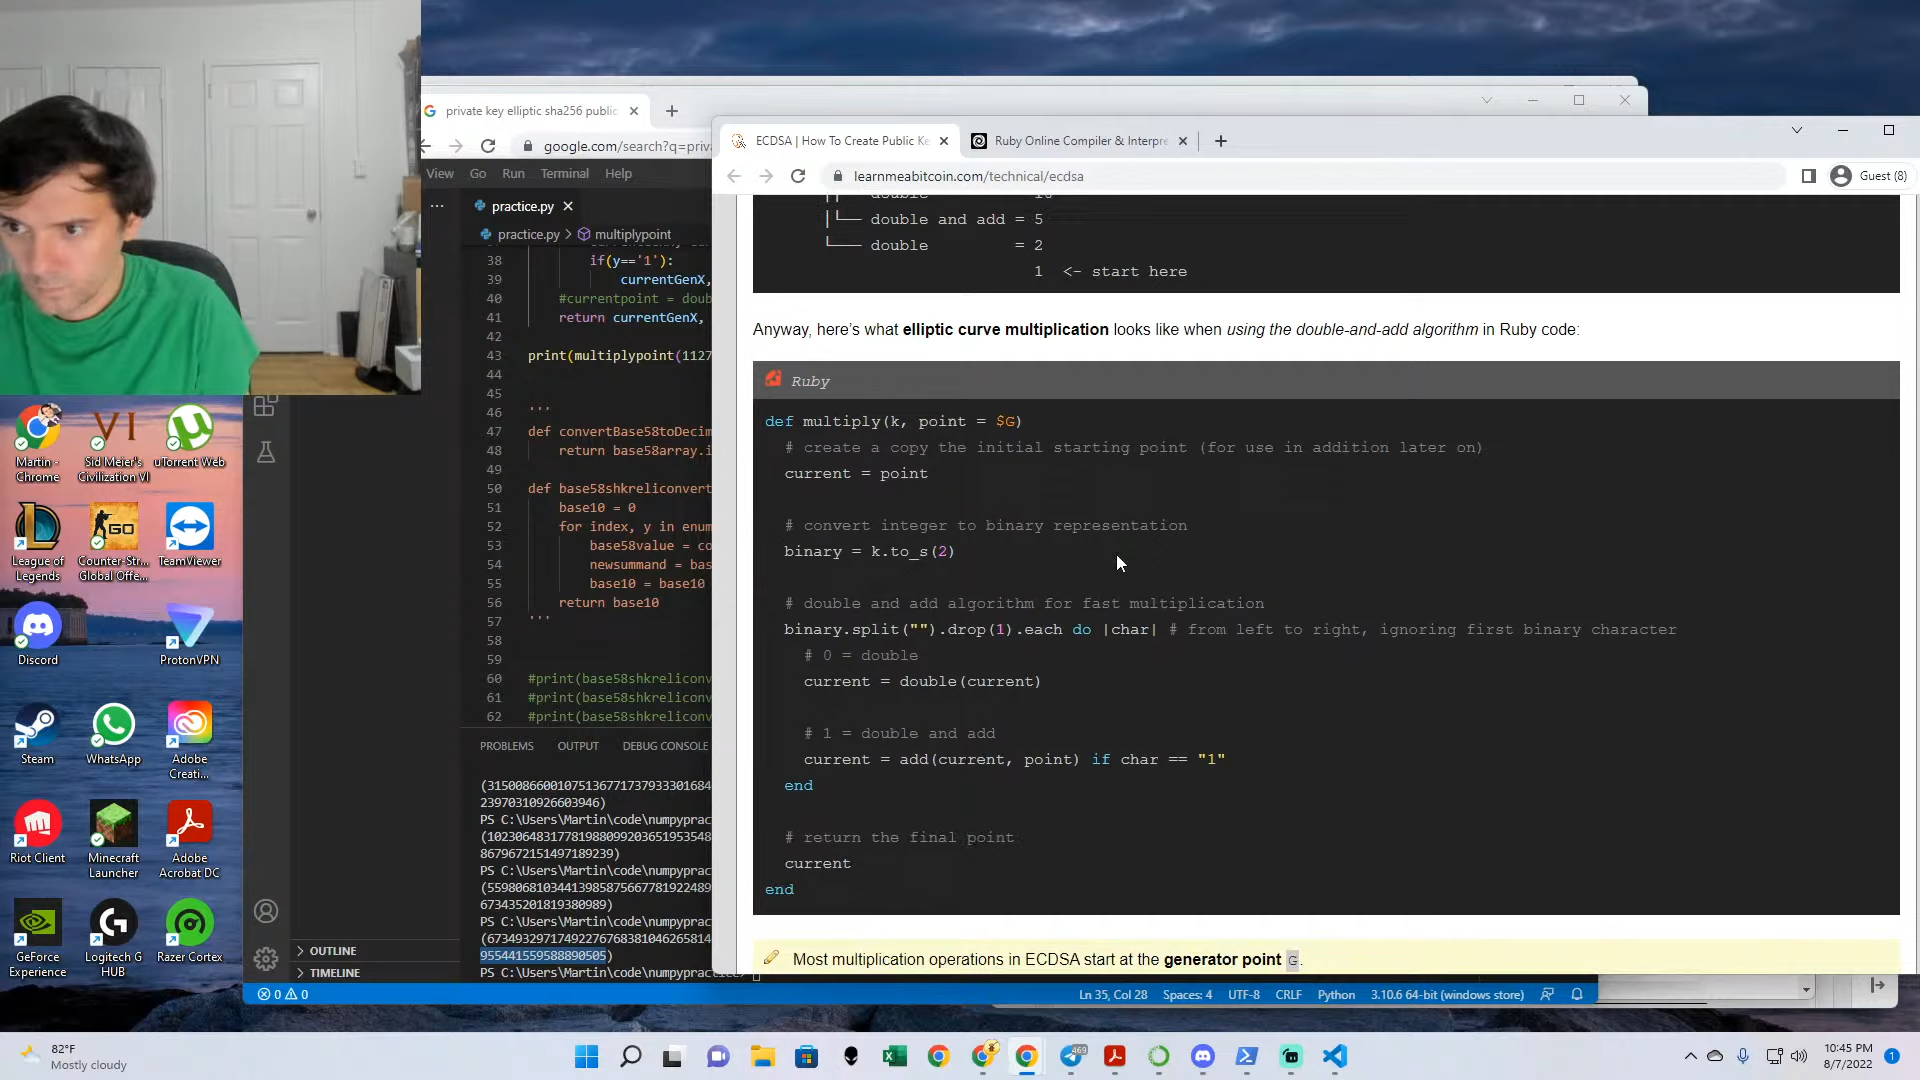 private key elliptic sha256 public
google.com/search?q=priv
View Go Run Terminal Help
practice.py
practice.py > multiplypoint
38 if(y=='1'):
39 currentGenX,
40 #currentpoint = doub
41 return currentGenX,
42
43 print(multiplypoint(1127
44
45
46 '''
47 def convertBase58toDecim
48 return base58array.i
49
50 def base58shkreliconvert
51 base10 = 0
52 for index, y in enum
53 base58value = co
54 newsummand = bas
55 base10 = base10
56 return base10
57 '''
58
59
60 #print(base58shkreliconv
61 #print(base58shkreliconv
62 #print(base58shkreliconv
PROBLEMS OUTPUT DEBUG CONSOLE
(31500866001075136771737933301684
23970310926603946)
PS C:\Users\Martin\code\numpyprac
(10230648317781988099203651953548
8679672151497189239)
PS C:\Users\Martin\code\numpyprac
(55980681034413985875667781922489
673435201819380989)
PS C:\Users\Martin\code\numpyprac
(67349329717492276768381046265814
955441559588890505)
PS C:\Users\Martin\code\numpypractice>
OUTLINE
TIMELINE
0 0
Ln 35, Col 28 Spaces: 4 UTF-8 CRLF Python 3.10.6 64-bit (windows store)
ECDSA | How To Create Public Ke
Ruby Online Compiler & Interpre
learnmeabitcoin.com/technical/ecdsa
Guest (8)
double and add = 5
double = 2
1 <- start here
Anyway, here's what elliptic curve multiplication looks like when using the double-and-add algorithm in Ruby code:
Ruby
def multiply(k, point = $G)
# create a copy the initial starting point (for use in addition later on)
current = point
# convert integer to binary representation
binary = k.to_s(2)
# double and add algorithm for fast multiplication
binary.split("").drop(1).each do |char| # from left to right, ignoring first binary character
# 0 = double
current = double(current)
# 1 = double and add
current = add(current, point) if char == "1"
end
# return the final point
current
end
Most multiplication operations in ECDSA start at the generator point G.
Martin - Chrome
Sid Meier's Civilization VI
uTorrent Web
League of Legends
Counter-Str... Global Offe...
TeamViewer
Discord
ProtonVPN
Steam
WhatsApp
Adobe Creati...
Riot Client
Minecraft Launcher
Adobe Acrobat DC
GeForce Experience
Logitech G HUB
Razer Cortex
82°F
Mostly cloudy
469
10:45 PM
8/7/2022
1